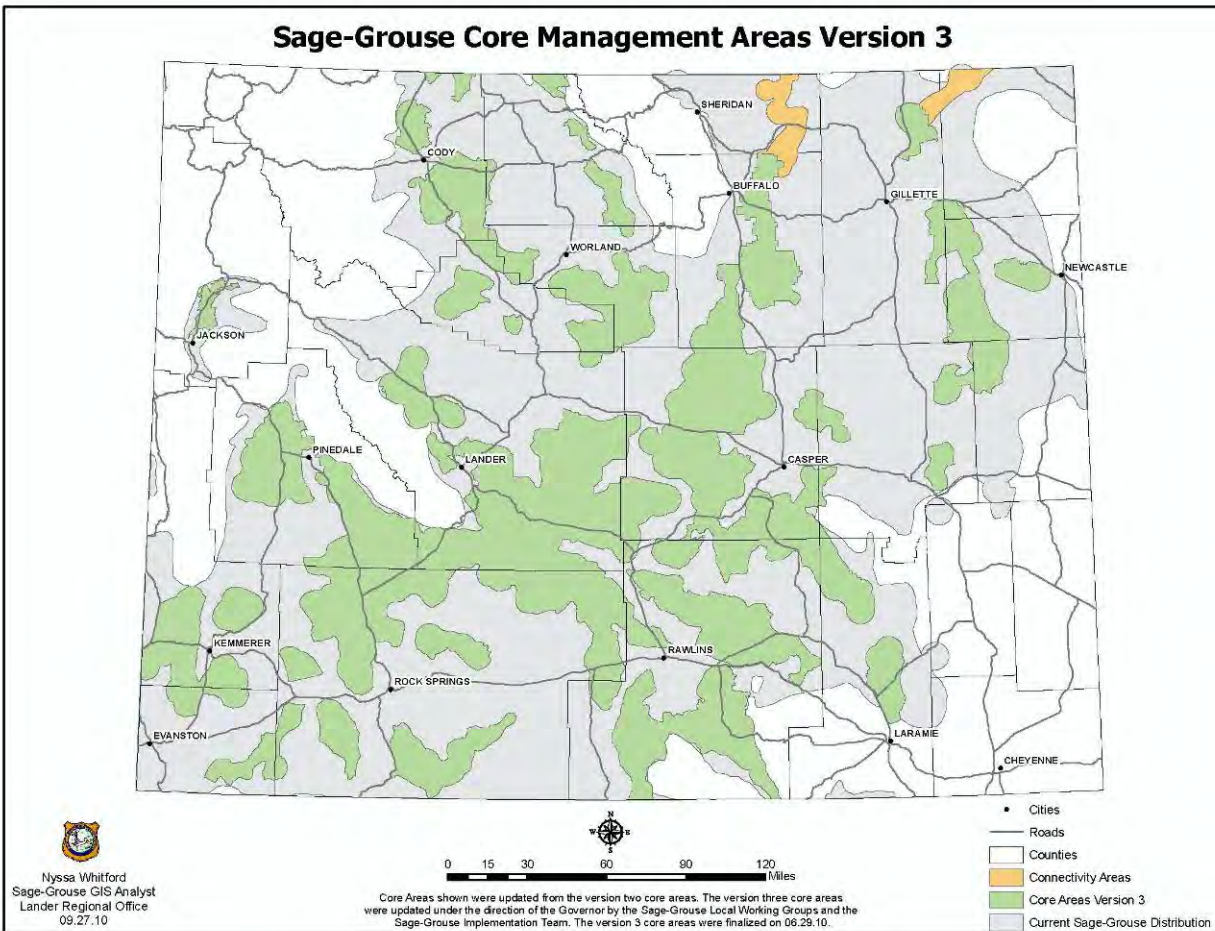 Sage-Grouse Core Management Areas Version 3
SHERIDAN
CODY
BUFFALO
GILLETTE
WORLAND
NEWCASTLE
JACKSON
PINEDALE
LANDER
CASPER
KEMMERER
RAWLINS
ROCK SPRINGS
EVANSTON
LARAMIE
CHEYENNE
Nyssa Whitford
Sage-Grouse GIS Analyst
Lander Regional Office
09.27.10
N
W E
S
0 15 30 60 90 120
Miles
Core Areas shown were updated from the version two core areas. The version three core areas
were updated under the direction of the Governor by the Sage-Grouse Local Working Groups and the
Sage-Grouse Implementation Team. The version 3 core areas were finalized on 06.29.10.
Cities
Roads
Counties
Connectivity Areas
Core Areas Version 3
Current Sage-Grouse Distribution